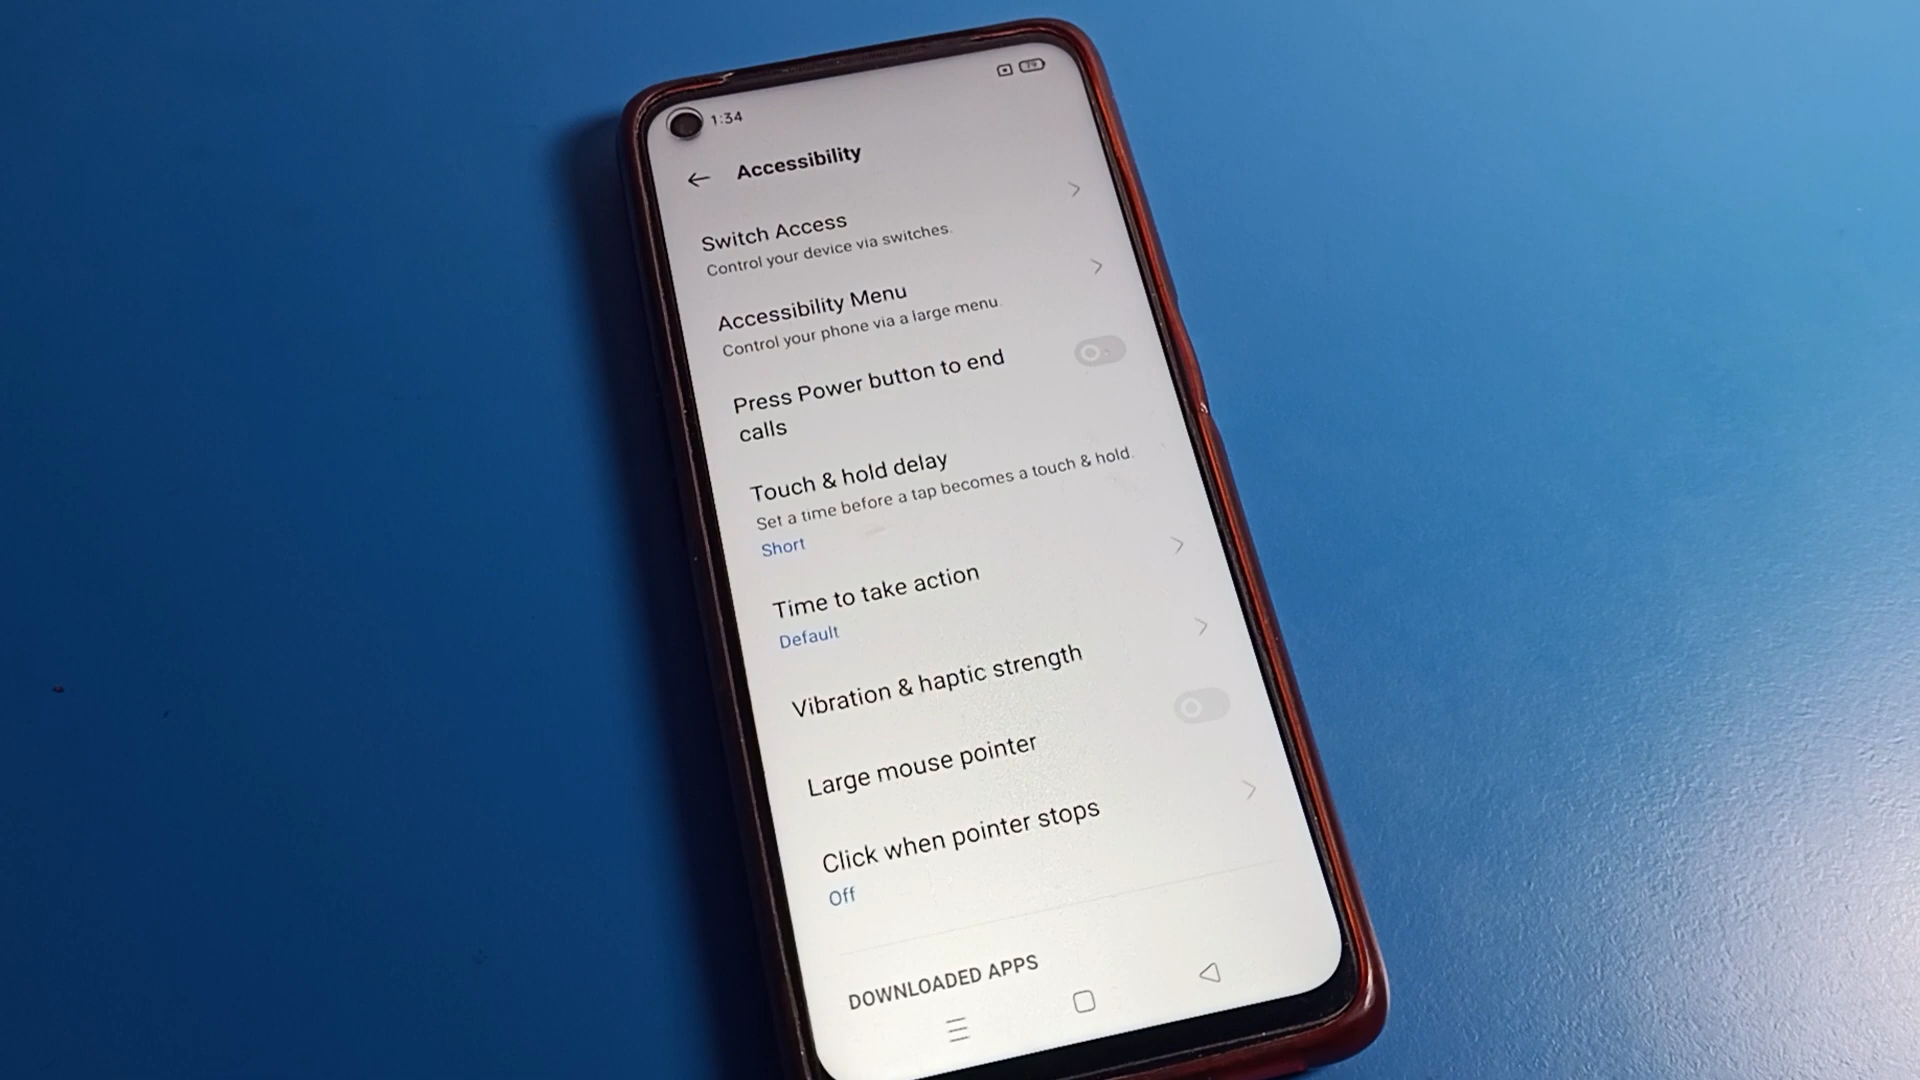 1:34
Accessibility
Switch Access
Control your device via switches.
Accessibility Menu
Control your phone via a large menu.
Press Power button to end
calls
Touch & hold delay
Set a time before a tap becomes a touch & hold.
Short
Time to take action
Default
Vibration & haptic strength
Large mouse pointer
Click when pointer stops
Off
DOWNLOADED APPS